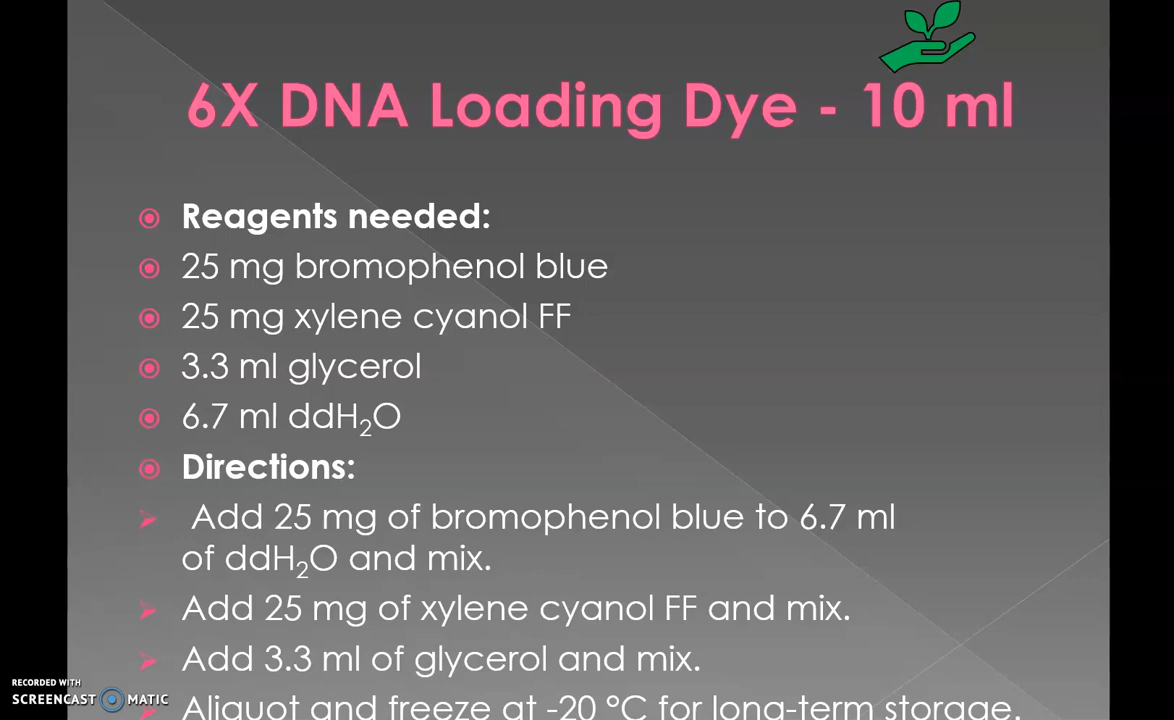 6X DNA Loading Dye - 10 ml
Reagents needed:
25 mg bromophenol blue
25 mg xylene cyanol FF
3.3 ml glycerol
6.7 ml ddH₂O
Directions:
Add 25 mg of bromophenol blue to 6.7 ml
of ddH₂O and mix.
Add 25 mg of xylene cyanol FF and mix.
Add 3.3 ml of glycerol and mix.
Aliquot and freeze at -20 °C for long-term storage.
RECORDED WITH
SCREENCAST MATIC